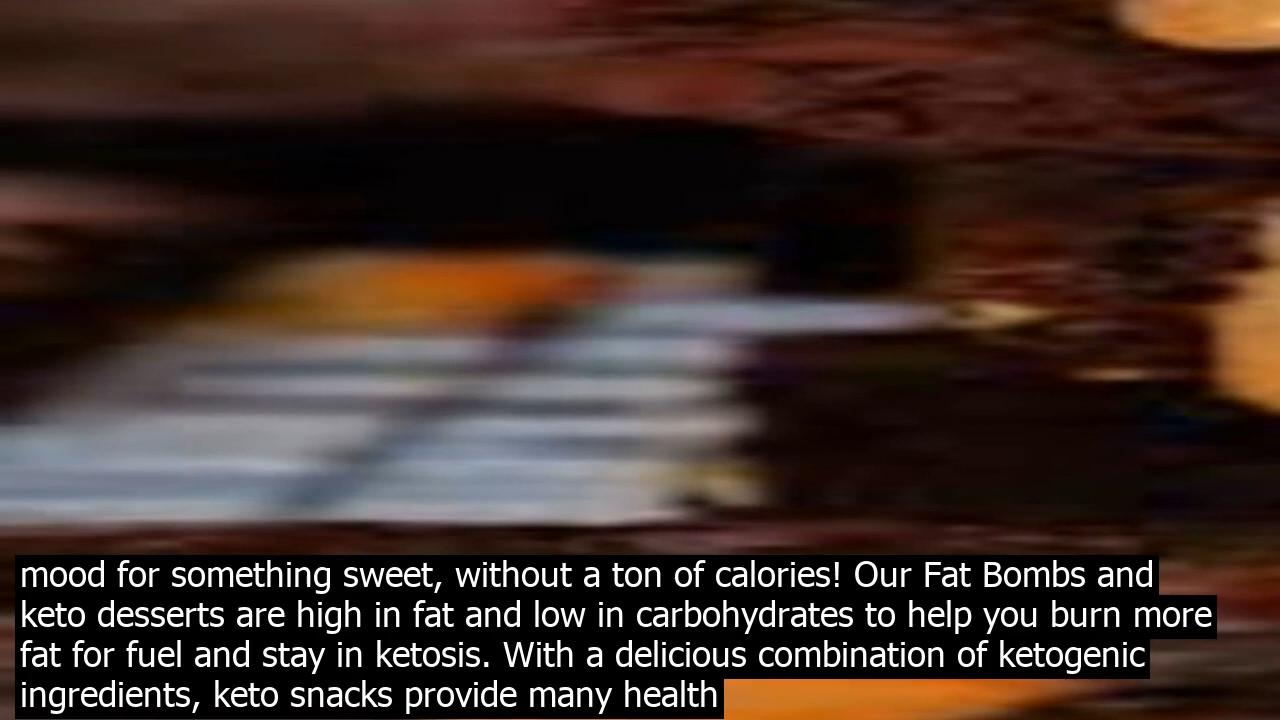 mood for something sweet, without a ton of calories! Our Fat Bombs and
keto desserts are high in fat and low in carbohydrates to help you burn more
fat for fuel and stay in ketosis. With a delicious combination of ketogenic
ingredients, keto snacks provide many health